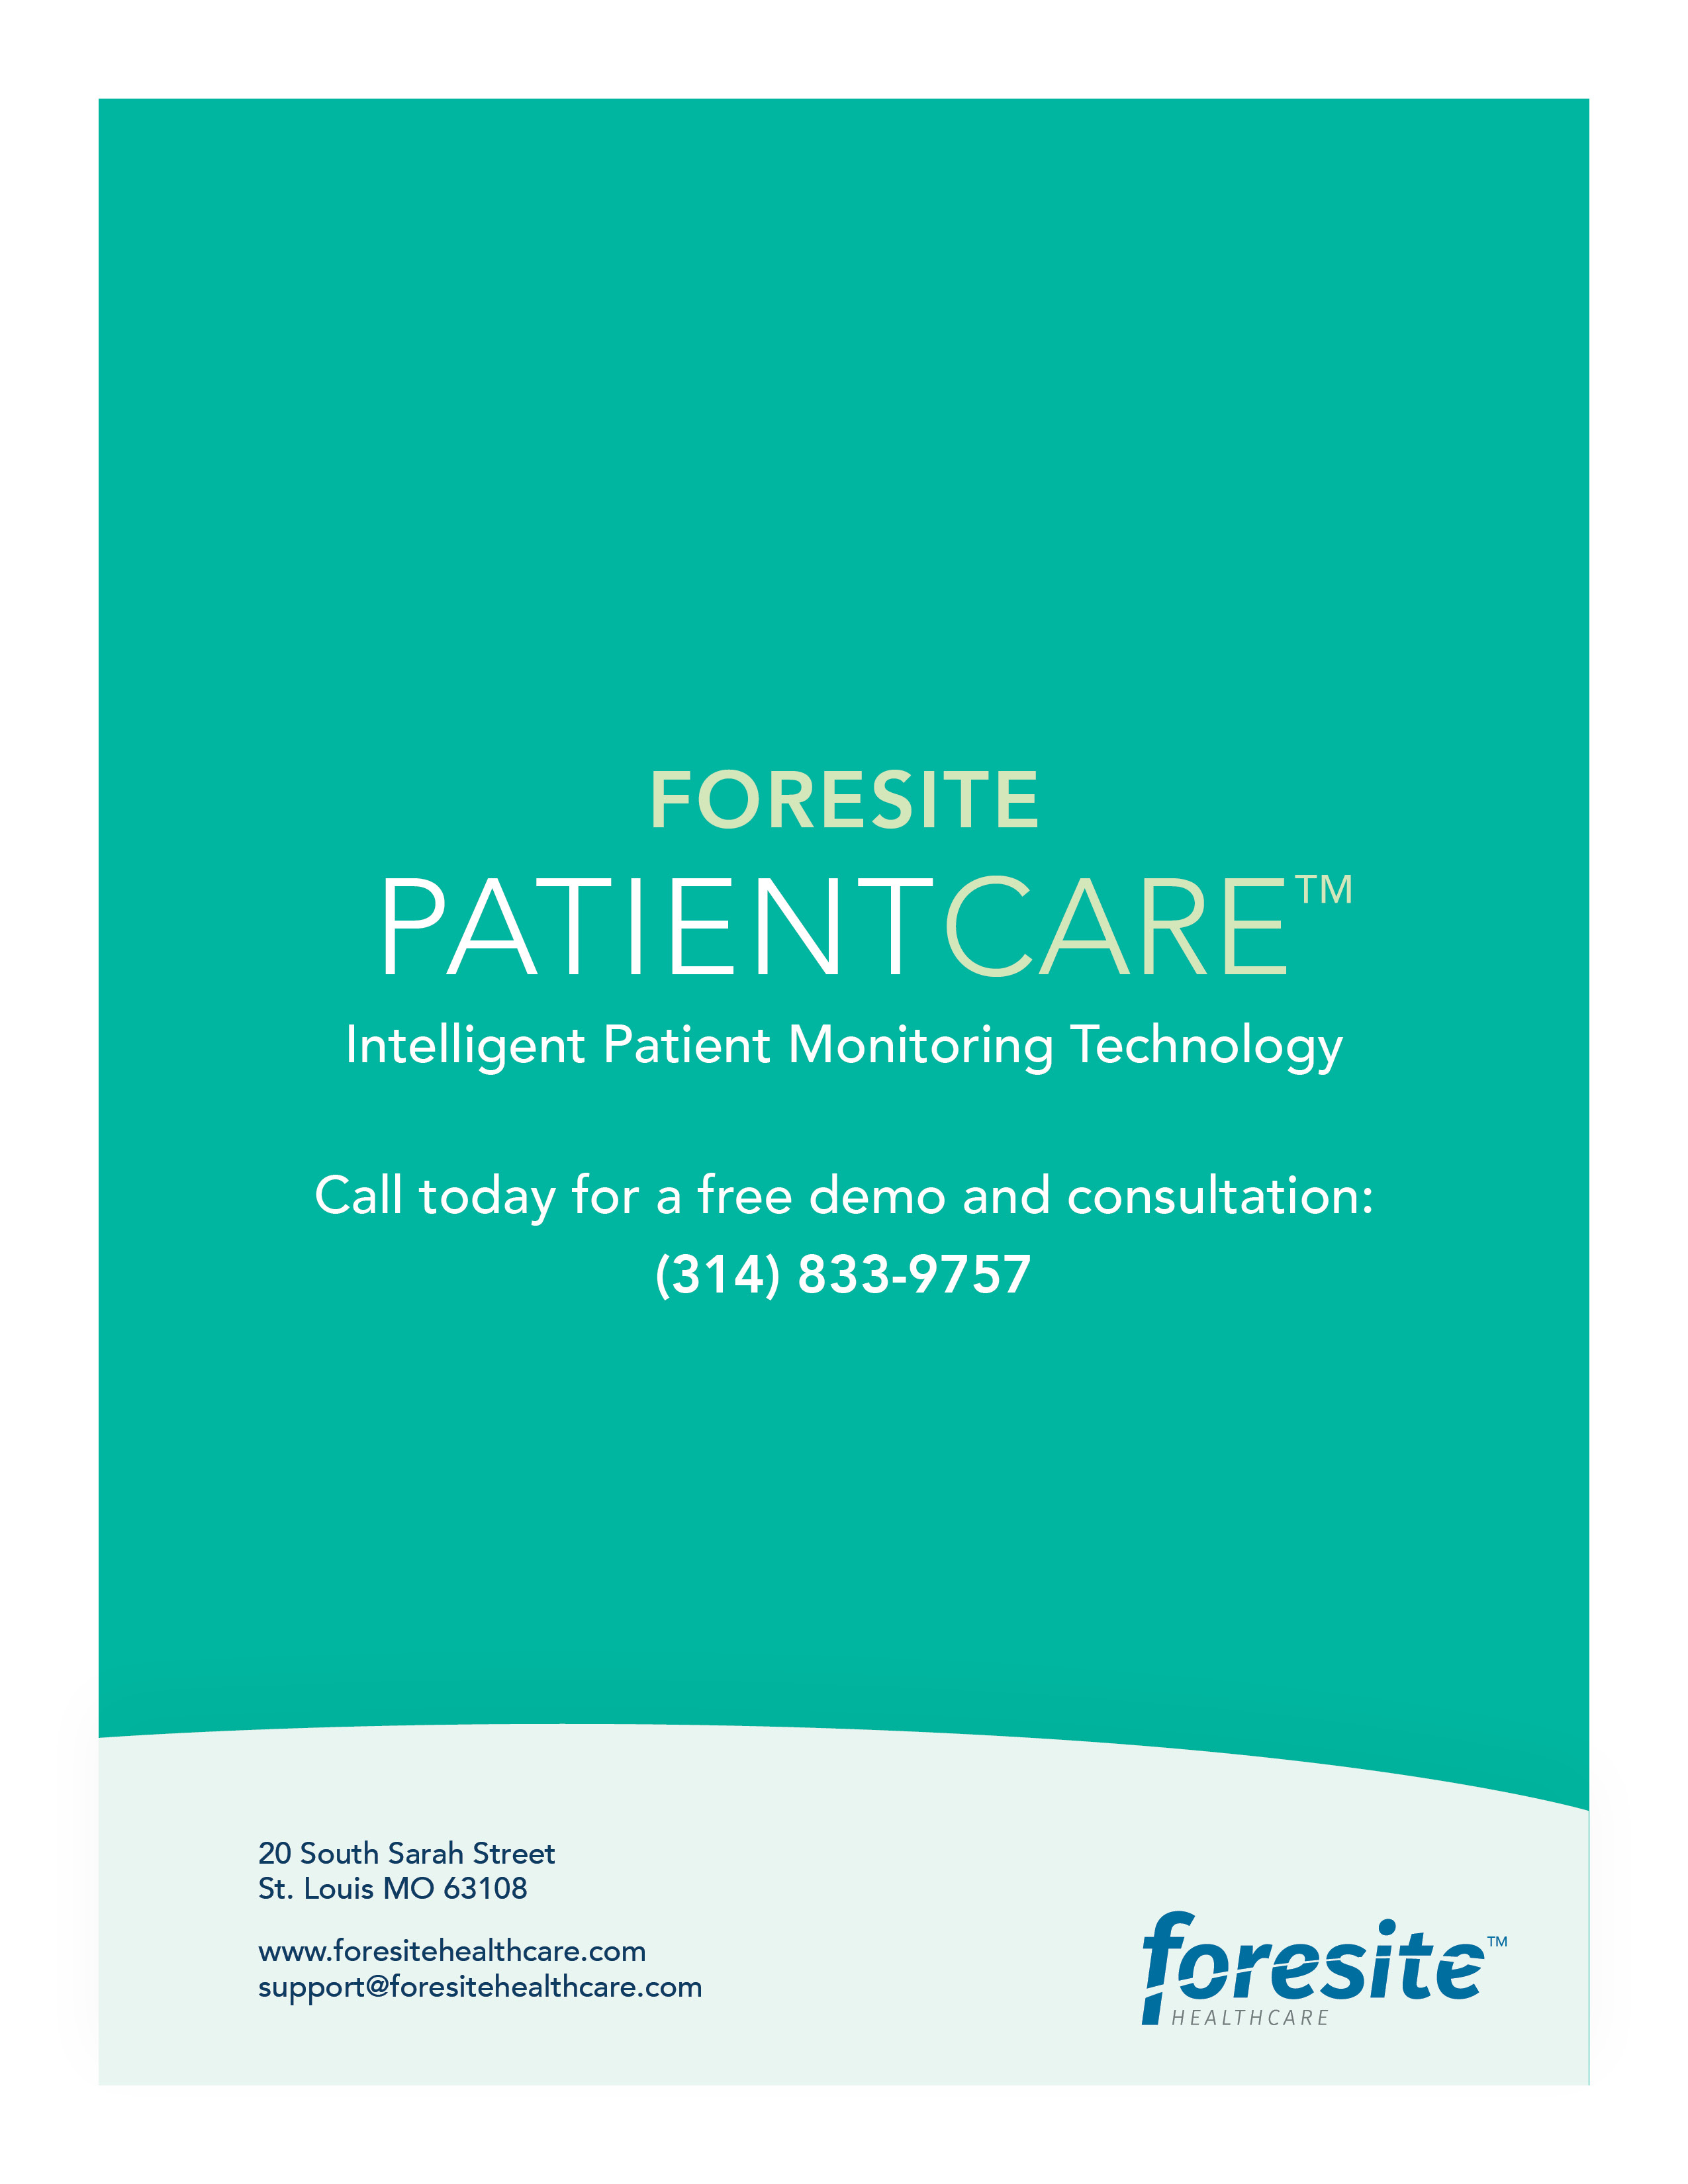 FORESITE
PATIENTCARE™
Intelligent Patient Monitoring Technology
Call today for a free demo and consultation:
(314) 833-9757
20 South Sarah Street
St. Louis MO 63108
www.foresitehealthcare.com
support@foresitehealthcare.com
foresite™
HEALTHCARE